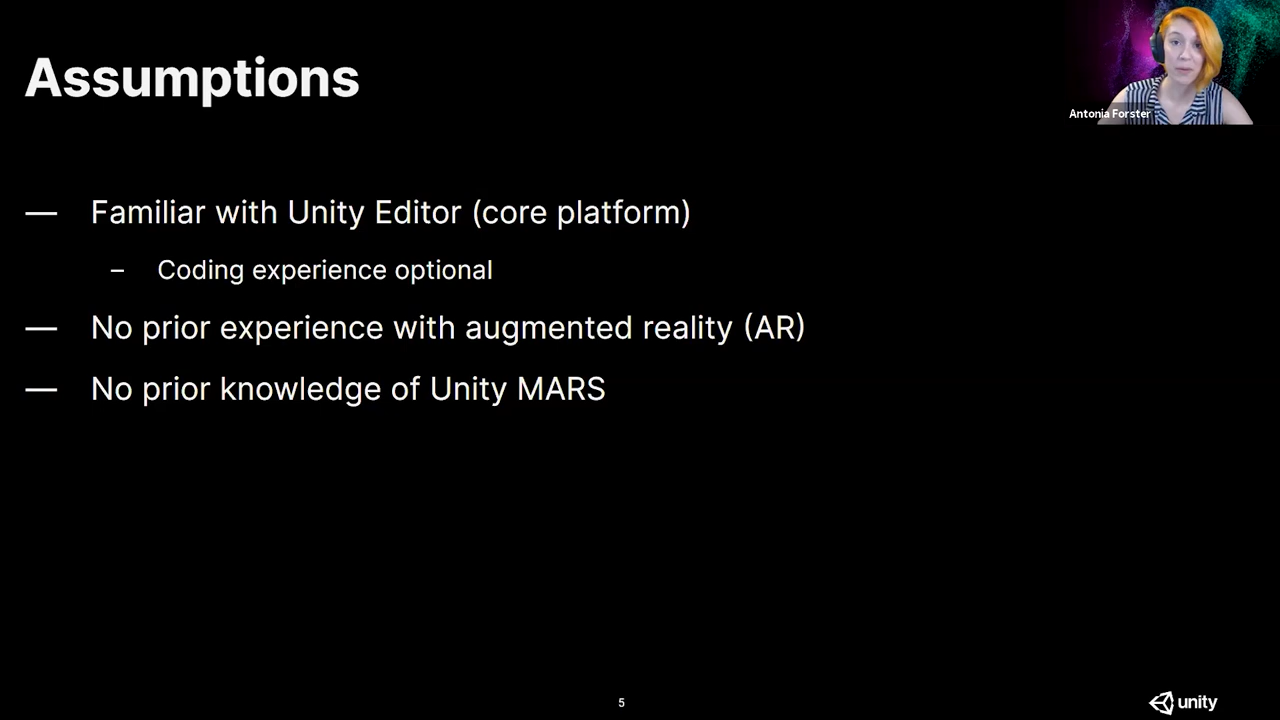 Assumptions
Antonia Forster
— Familiar with Unity Editor (core platform)
– Coding experience optional
— No prior experience with augmented reality (AR)
— No prior knowledge of Unity MARS
5
unity